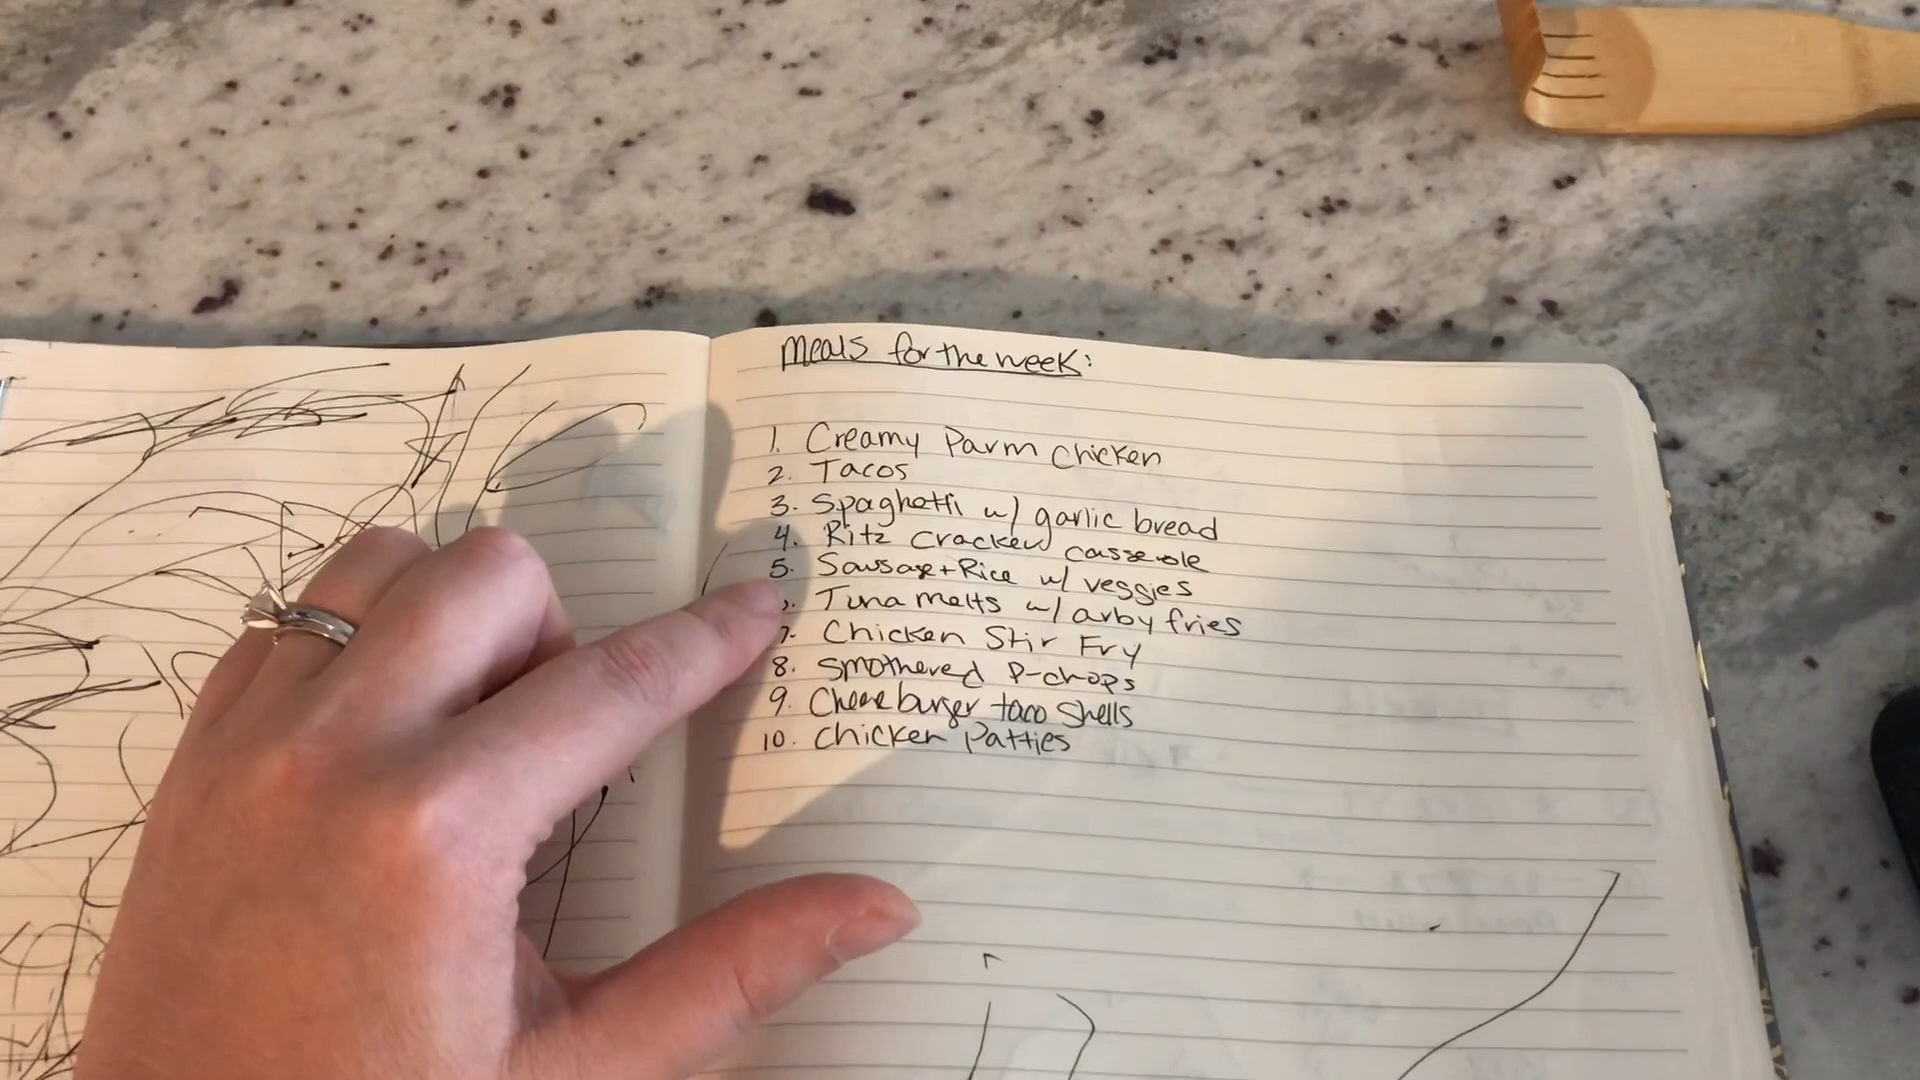 Meals for the week:
1. Creamy Parm Chicken
2. Tacos
3. Spaghetti w/ garlic bread
4. Ritz Cracker casserole
5. Sausage + Rice w/ veggies
Tuna melts w/ arby fries
7. Chicken Stir Fry
8. Smothered P-chops
9. Cheeseburger taco Shells
10. Chicken Patties